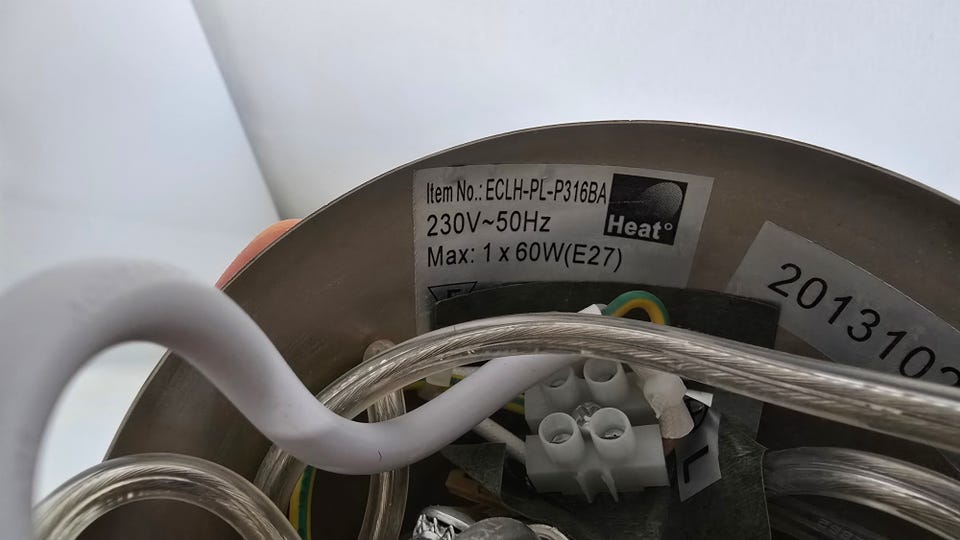 Item No.: ECLH-PL-P316BA
Heat°
230V~50Hz
Max: 1 x 60W(E27)
F
2013102
L